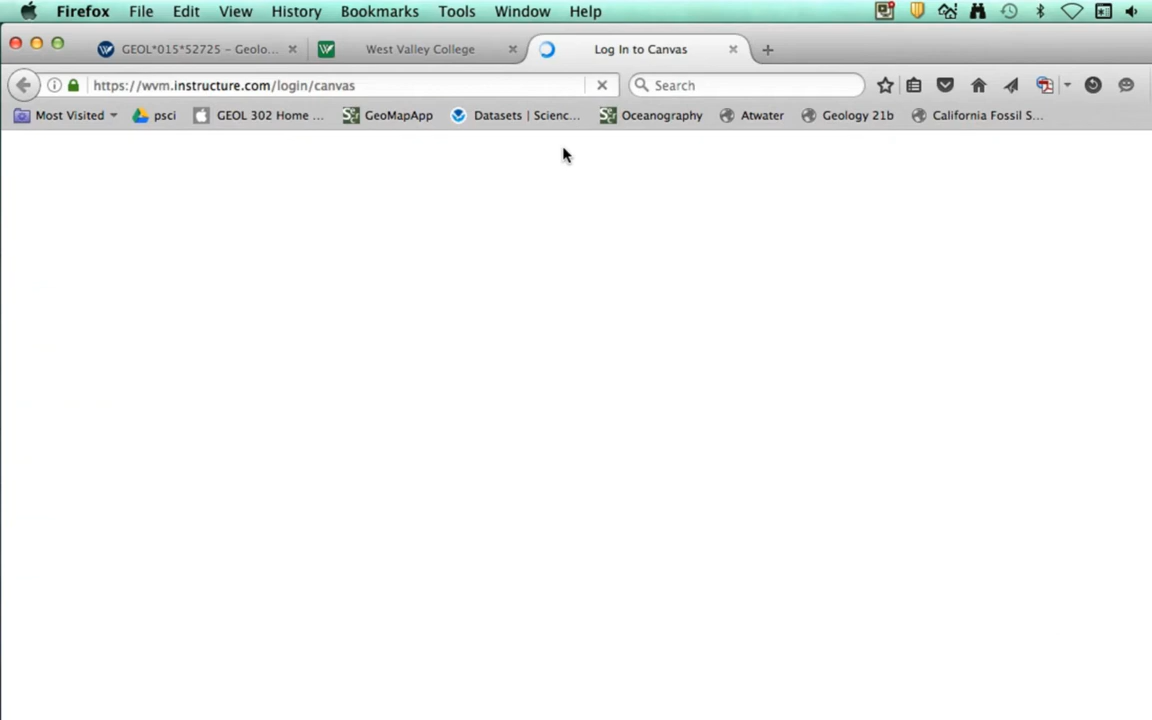 Firefox File Edit View History Bookmarks Tools Window Help
GEOL*015*52725 – Geolo... West Valley College Log In to Canvas
https://wvm.instructure.com/login/canvas Search
Most Visited psci GEOL 302 Home ... GeoMapApp Datasets | Scienc... Oceanography Atwater Geology 21b California Fossil S...